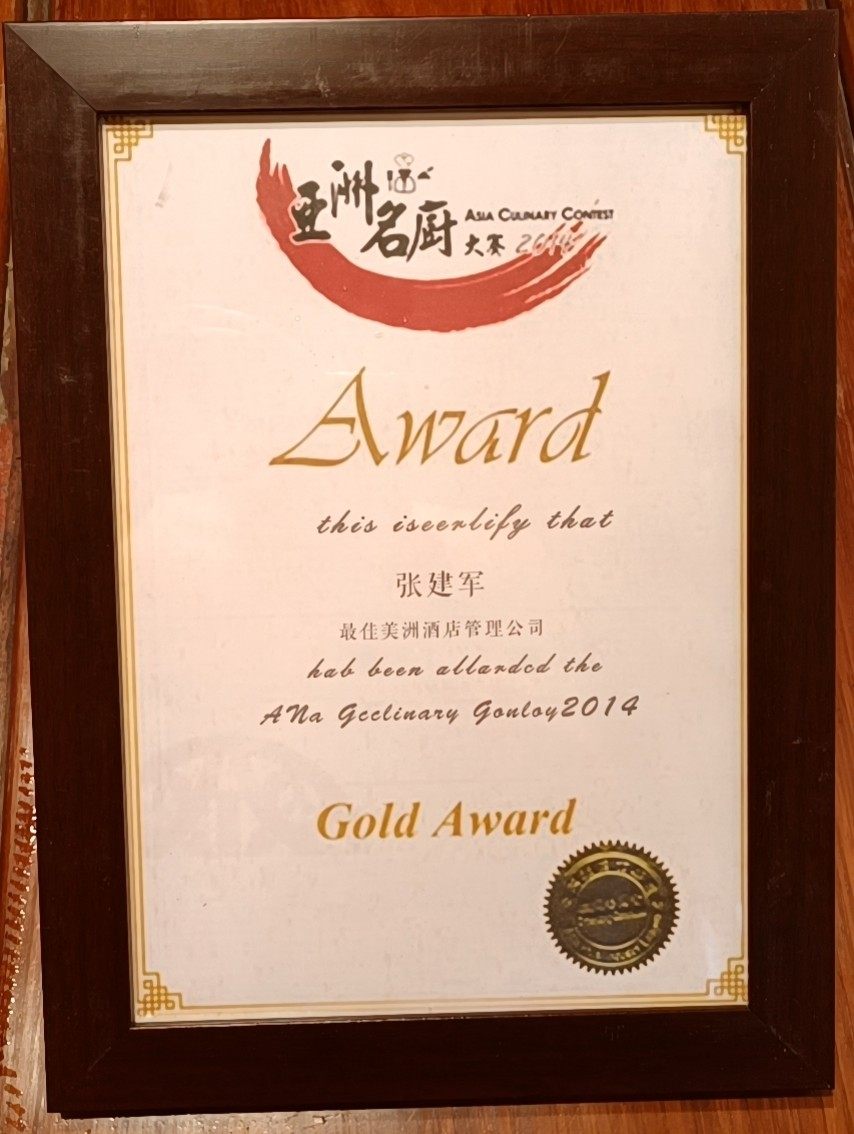 亚洲
名厨
ASIA CULINARY CONTEST
大赛 2014
Award
this iseerlify that
张建军
最佳美洲酒店管理公司
hab been allardcd the
ANa Gcclinary Gonloy2014
Gold Award